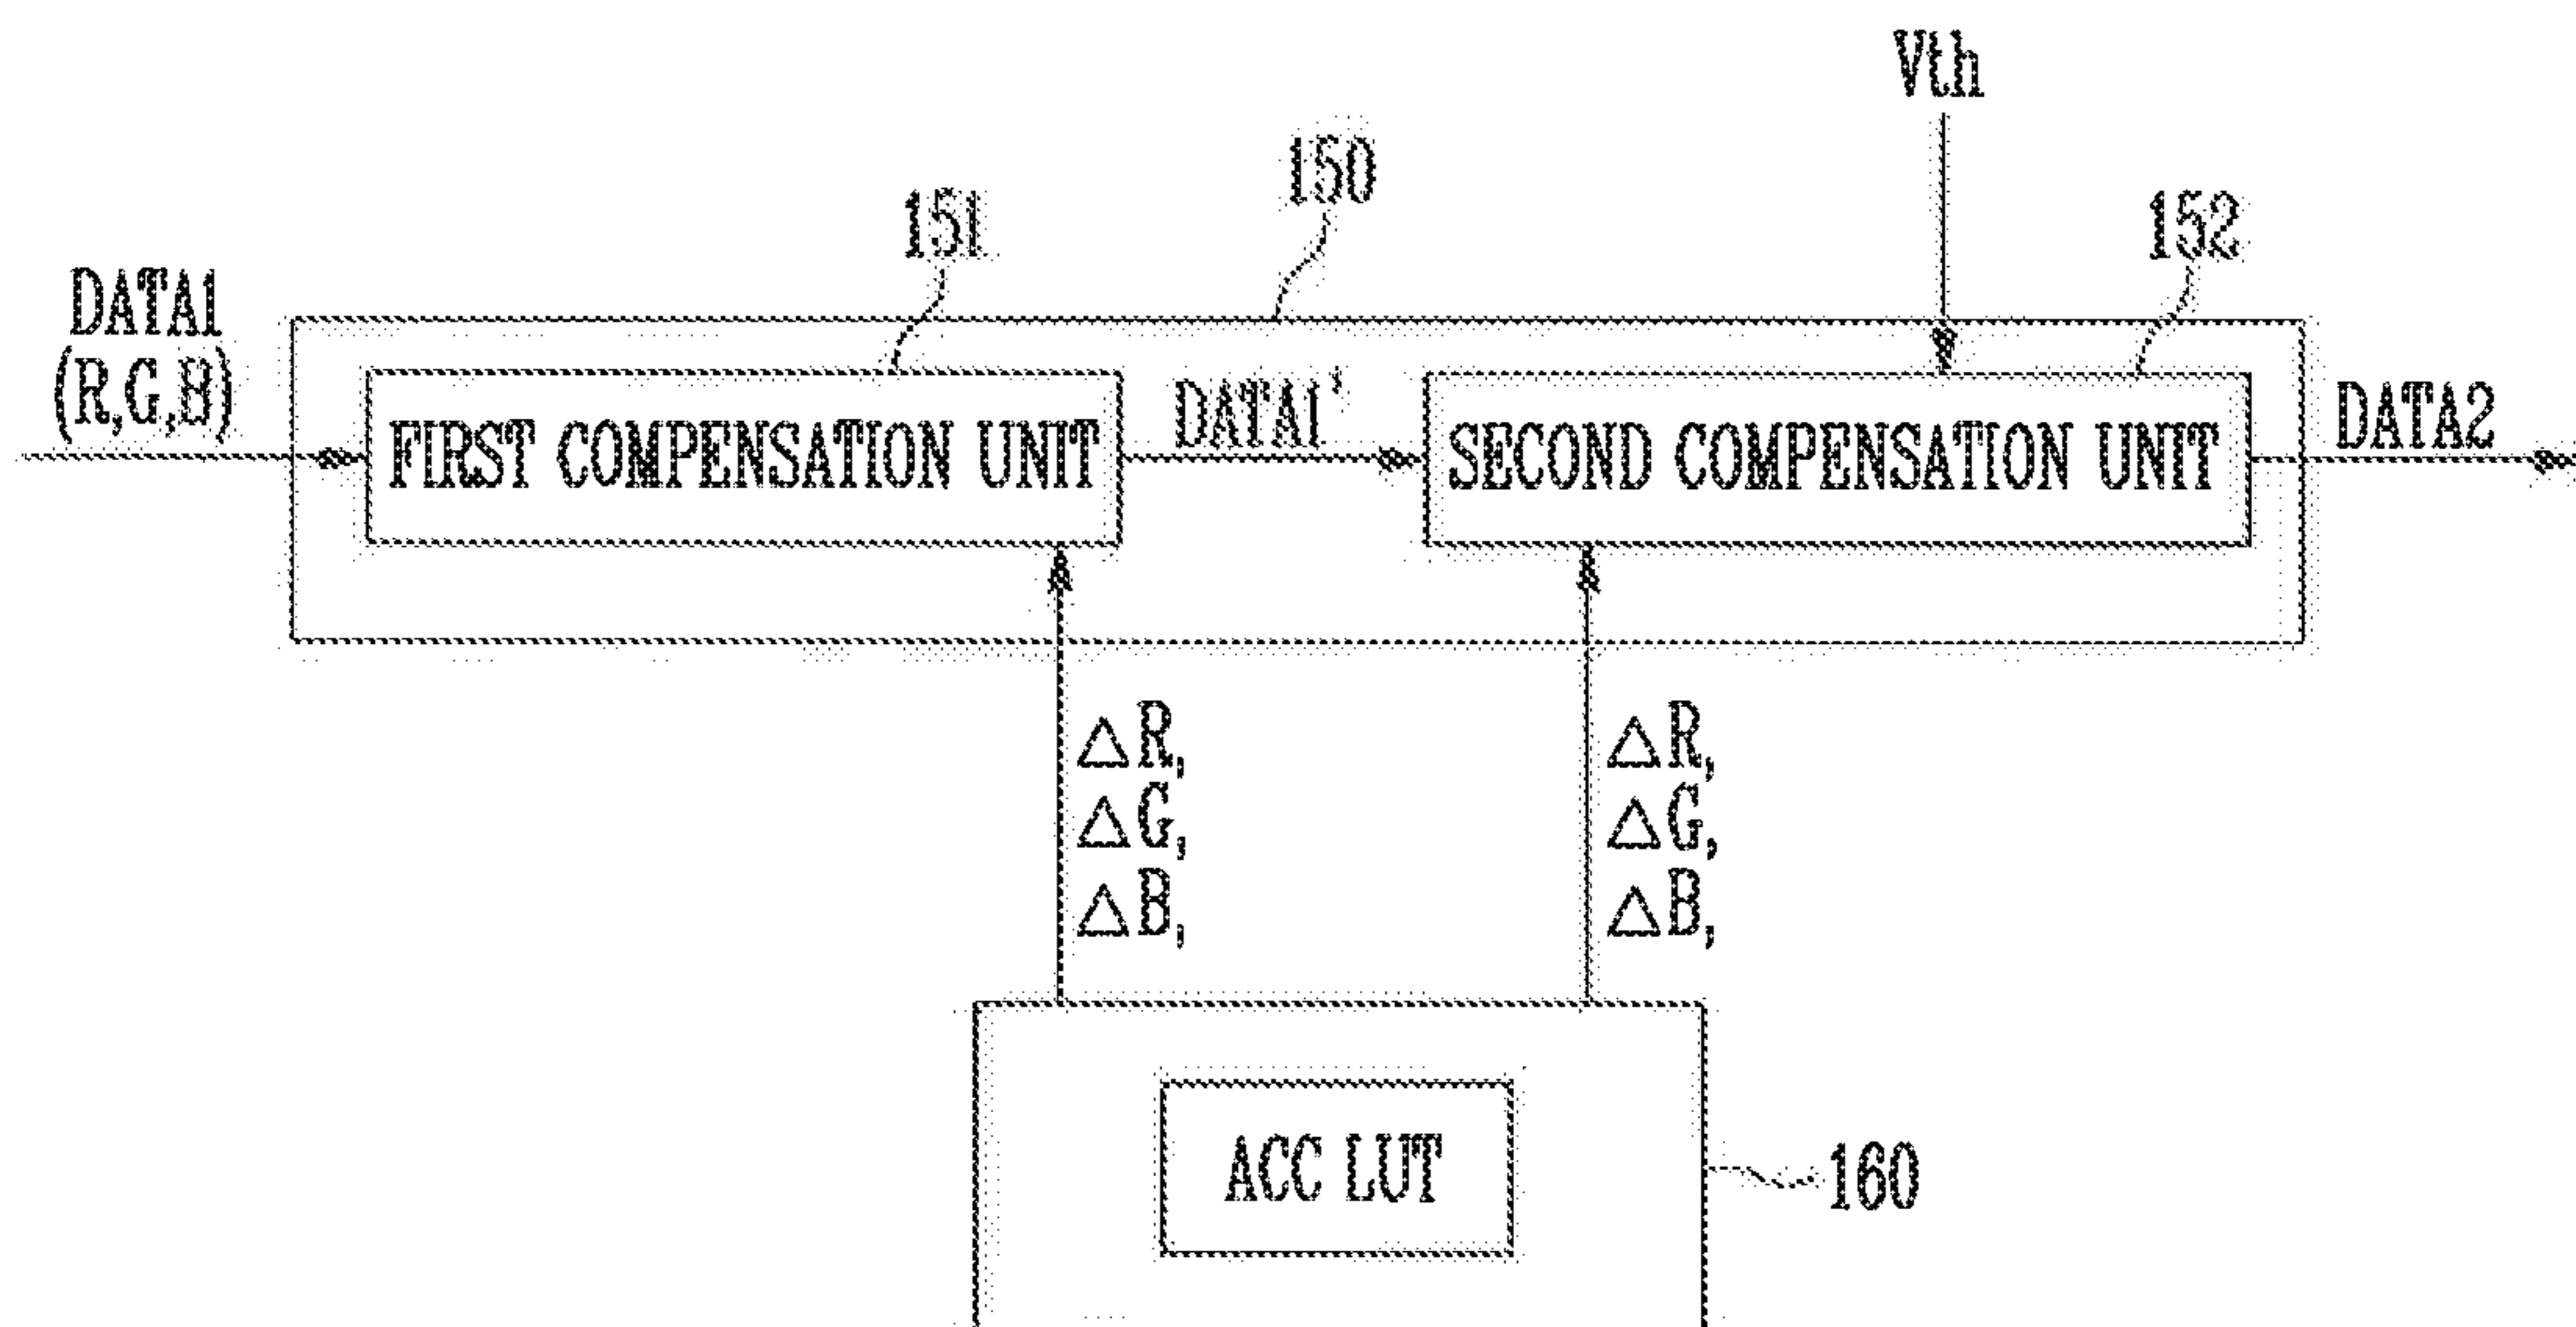 Vth
150
151
152
DATA1
(R,G,B)
FIRST COMPENSATION UNIT
DATA1'
SECOND COMPENSATION UNIT
DATA2
△R,
△G,
△B,
△R,
△G,
△B,
ACC LUT
160